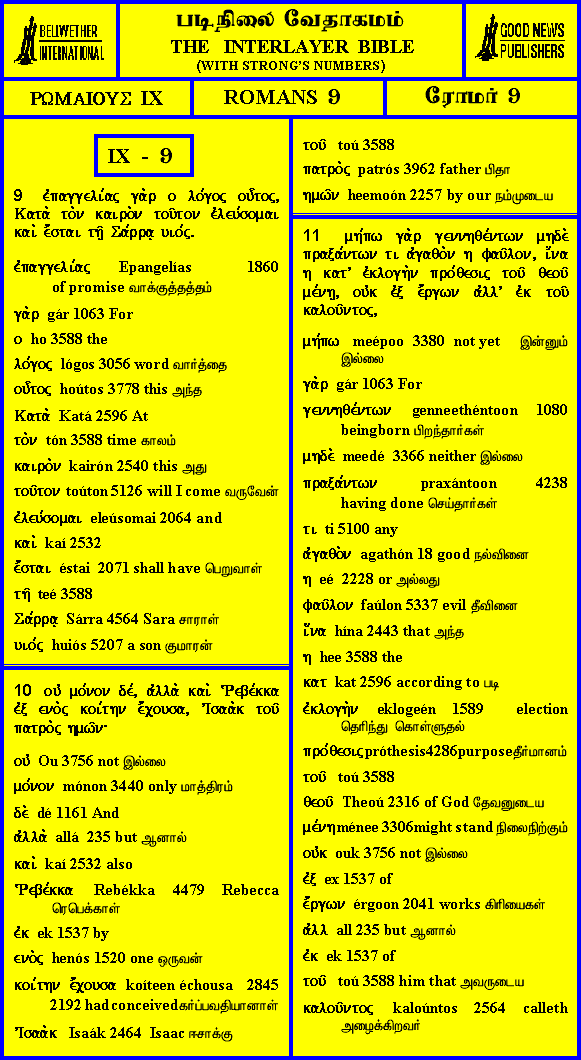 BELLWETHER
INTERNATIONAL
படிநிலை வேதாகமம்
THE INTERLAYER BIBLE
(WITH STRONG'S NUMBERS)
GOOD NEWS
PUBLISHERS
ΡΩΜΑΙΟΥΣ IX
ROMANS 9
ரோமர் 9
IX - 9
9 ἐπαγγελίας γὰρ ο λόγος οὗτος,
Κατὰ τὸν καιρὸν τοῦτον ἐλεύσομαι
καὶ ἔσται τῇ Σάρρᾳ υιός.
ἐπαγγελίας Epangelías 1860
of promise வாக்குத்தத்தம்
γὰρ gár 1063 For
ο ho 3588 the
λόγος lógos 3056 word வார்த்தை
οὗτος hoútos 3778 this அந்த
Κατὰ Katá 2596 At
τὸν tón 3588 time காலம்
καιρὸν kairón 2540 this அது
τοῦτον toúton 5126 will I come வருவேன்
ἐλεύσομαι eleúsomai 2064 and
καὶ kaí 2532
ἔσται éstai 2071 shall have பெறுவாள்
τῇ teé 3588
Σάρρᾳ Sárra 4564 Sara சாராள்
υιός huiós 5207 a son குமாரன்
10 οὐ μόνον δέ, ἀλλὰ καὶ Ῥεβέκκα
ἐξ ενὸς κοίτην ἔχουσα, Ἰσαὰκ τοῦ
πατρὸς ημῶν·
οὐ Ou 3756 not இல்லை
μόνον mónon 3440 only மாத்திரம்
δὲ dé 1161 And
ἀλλὰ allá 235 but ஆனால்
καὶ kaí 2532 also
Ῥεβέκκα Rebékka 4479 Rebecca
ரெபெக்காள்
ἐκ ek 1537 by
ενὸς henós 1520 one ஒருவன்
κοίτην ἔχουσα koíteen échousa 2845
2192 had conceived கர்ப்பவதியானாள்
Ἰσαὰκ Isaák 2464 Isaac ஈசாக்கு
τοῦ toú 3588
πατρὸς patrós 3962 father பிதா
ημῶν heemoón 2257 by our நம்முடைய
11 μήπω γὰρ γεννηθέντων μηδὲ
πραξάντων τι ἀγαθὸν η φαῦλον, ἵνα
η κατ’ ἐκλογὴν πρόθεσις τοῦ θεοῦ
μένῃ, οὐκ ἐξ ἔργων ἀλλ’ ἐκ τοῦ
καλοῦντος,
μήπω meépoo 3380 not yet இன்னும்
இல்லை
γὰρ gár 1063 For
γεννηθέντων genneethéntoon 1080
beingborn பிறந்தார்கள்
μηδὲ meedé 3366 neither இல்லை
πραξάντων praxántoon 4238
having done செய்தார்கள்
τι ti 5100 any
ἀγαθὸν agathón 18 good நல்வினை
η eé 2228 or அல்லது
φαῦλον faúlon 5337 evil தீவினை
ἵνα hína 2443 that அந்த
η hee 3588 the
κατ kat 2596 according to படி
ἐκλογὴν eklogeén 1589 election
தெரிந்து கொள்ளுதல்
πρόθεσις próthesis4286purpose தீர்மானம்
τοῦ toú 3588
θεοῦ Theoú 2316 of God தேவனுடைய
μένῃ ménee 3306might stand நிலைநிற்கும்
οὐκ ouk 3756 not இல்லை
ἐξ ex 1537 of
ἔργων érgoon 2041 works கிரியைகள்
ἀλλ all 235 but ஆனால்
ἐκ ek 1537 of
τοῦ toú 3588 him that அவருடைய
καλοῦντος kaloúntos 2564 calleth
அழைக்கிறவர்